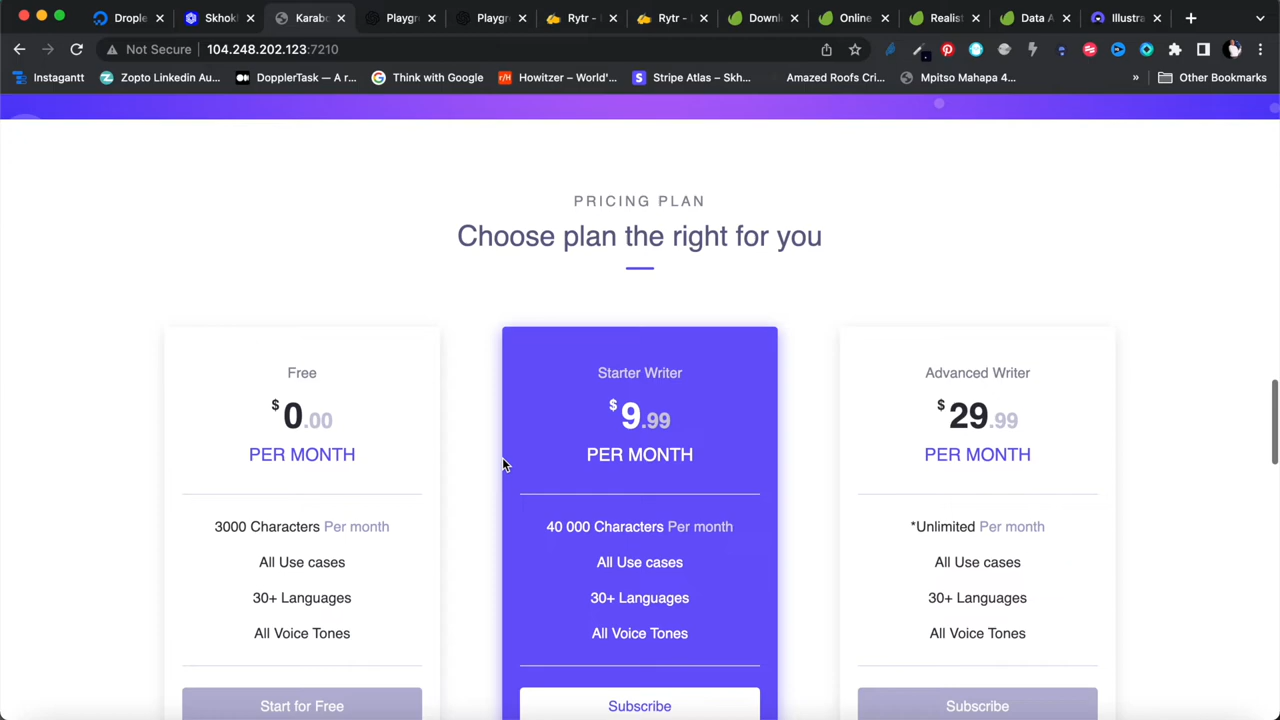 Drople
Skhokl
Karabo
Playgr
Playgro
Rytr -
Rytr -
Downl
Online
Realist
Data A
Illustra
Not Secure
104.248.202.123:7210
Instagantt
Zopto Linkedin Au...
DopplerTask — A r...
Think with Google
Howitzer – World'...
Stripe Atlas – Skh...
Amazed Roofs Cri...
Mpitso Mahapa 4...
»
Other Bookmarks
PRICING PLAN
Choose plan the right for you
Free
$0.00
PER MONTH
3000 Characters Per month
All Use cases
30+ Languages
All Voice Tones
Start for Free
Starter Writer
$9.99
PER MONTH
40 000 Characters Per month
All Use cases
30+ Languages
All Voice Tones
Subscribe
Advanced Writer
$29.99
PER MONTH
*Unlimited Per month
All Use cases
30+ Languages
All Voice Tones
Subscribe